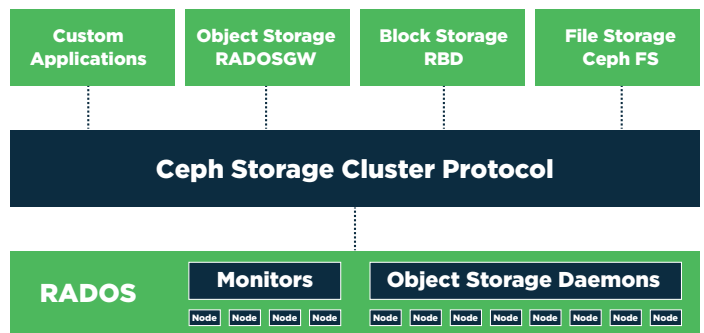 Custom
Applications
Object Storage
RADOSGW
Block Storage
RBD
File Storage
Ceph FS
Ceph Storage Cluster Protocol
RADOS
Monitors
Object Storage Daemons
Node Node Node Node
Node Node Node Node Node Node Node Node